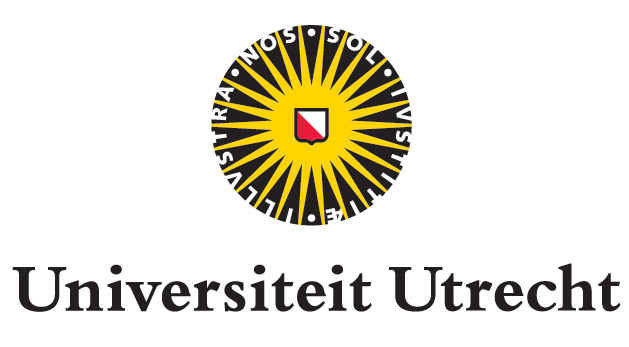 SOL · IVSTITIÆ · ILLVSTRA · NOS ·
Universiteit Utrecht